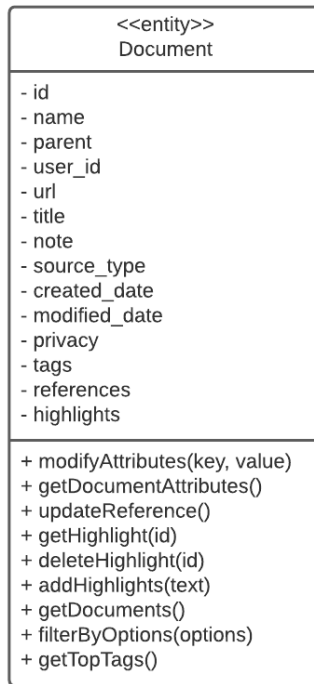 <<entity>>
Document
- id
- name
- parent
- user_id
- url
- title
- note
- source_type
- created_date
- modified_date
- privacy
- tags
- references
- highlights
+ modifyAttributes(key, value)
+ getDocumentAttributes()
+ updateReference()
+ getHighlight(id)
+ deleteHighlight(id)
+ addHighlights(text)
+ getDocuments()
+ filterByOptions(options)
+ getTopTags()